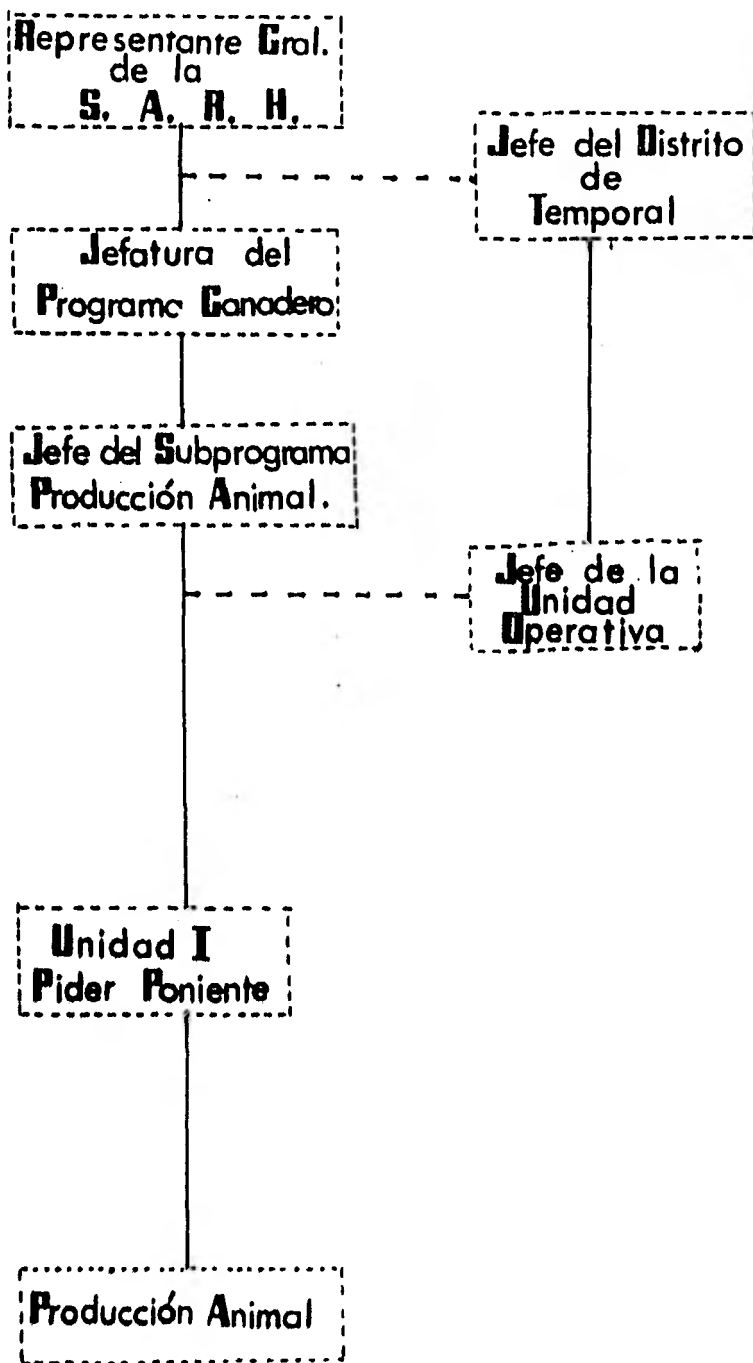 Representante Gral.
de la
S. A. R. H.
Jefe del Distrito
de
Temporal
Jefatura del
Programa Ganadero
Jefe del Subprograma
Producción Animal.
Jefe de la
Unidad
Operativa
Unidad I
Pider Poniente
Producción Animal